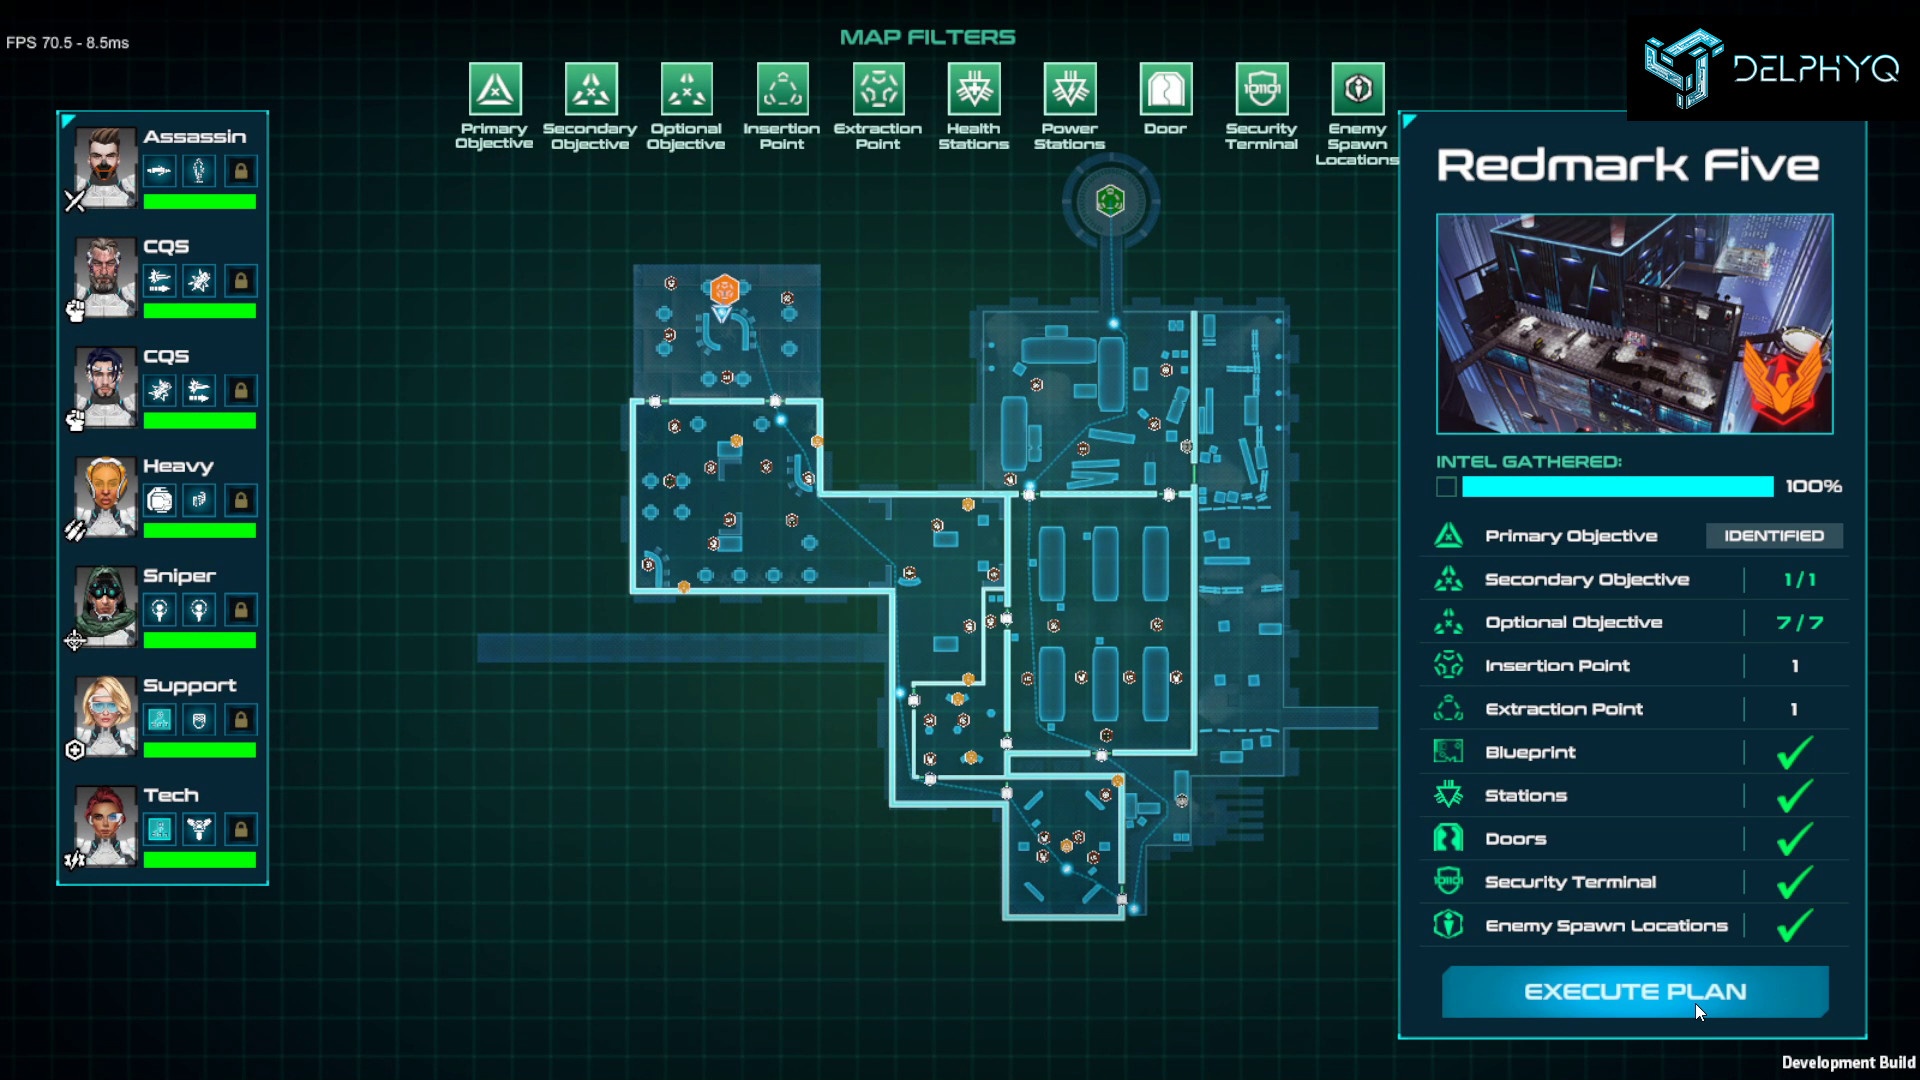 FPS 70.5 - 8.5ms
MAP FILTERS
DELPHYQ
Primary
Objective
Secondary
Objective
Optional
Objective
Insertion
Point
Extraction
Point
Health
Stations
Power
Stations
Door
Security
Terminal
Enemy
Spawn
Locations
Assassin
CQS
CQS
Heavy
Sniper
Support
Tech
Redmark Five
INTEL GATHERED:
100%
Primary Objective IDENTIFIED
Secondary Objective 1/1
Optional Objective 7/7
Insertion Point 1
Extraction Point 1
Blueprint
Stations
Doors
Security Terminal
Enemy Spawn Locations
EXECUTE PLAN
Development Build